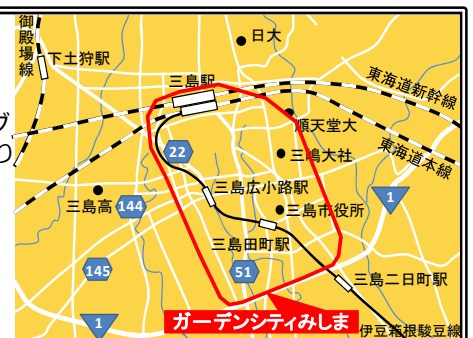 御殿場線
日大
下土狩駅
三島駅
東海道新幹線
グ
り
順天堂大
東海道本線
22
三嶋大社
三島広小路駅
1
三島高
144
三島市役所
三島田町駅
145
51
三島二日町駅
1
ガーデンシティみしま
伊豆箱根駿豆線